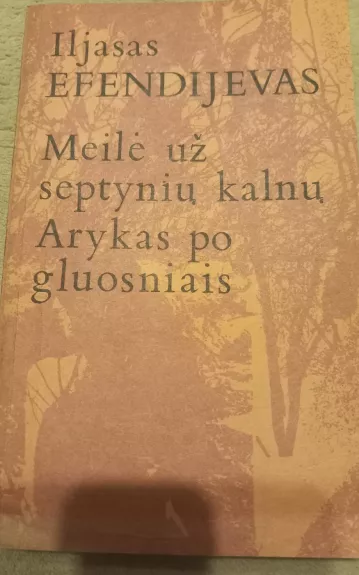 Iljasas
EFENDIJEVAS
Meilė už
septynių kalnų
Arykas po
gluosniais